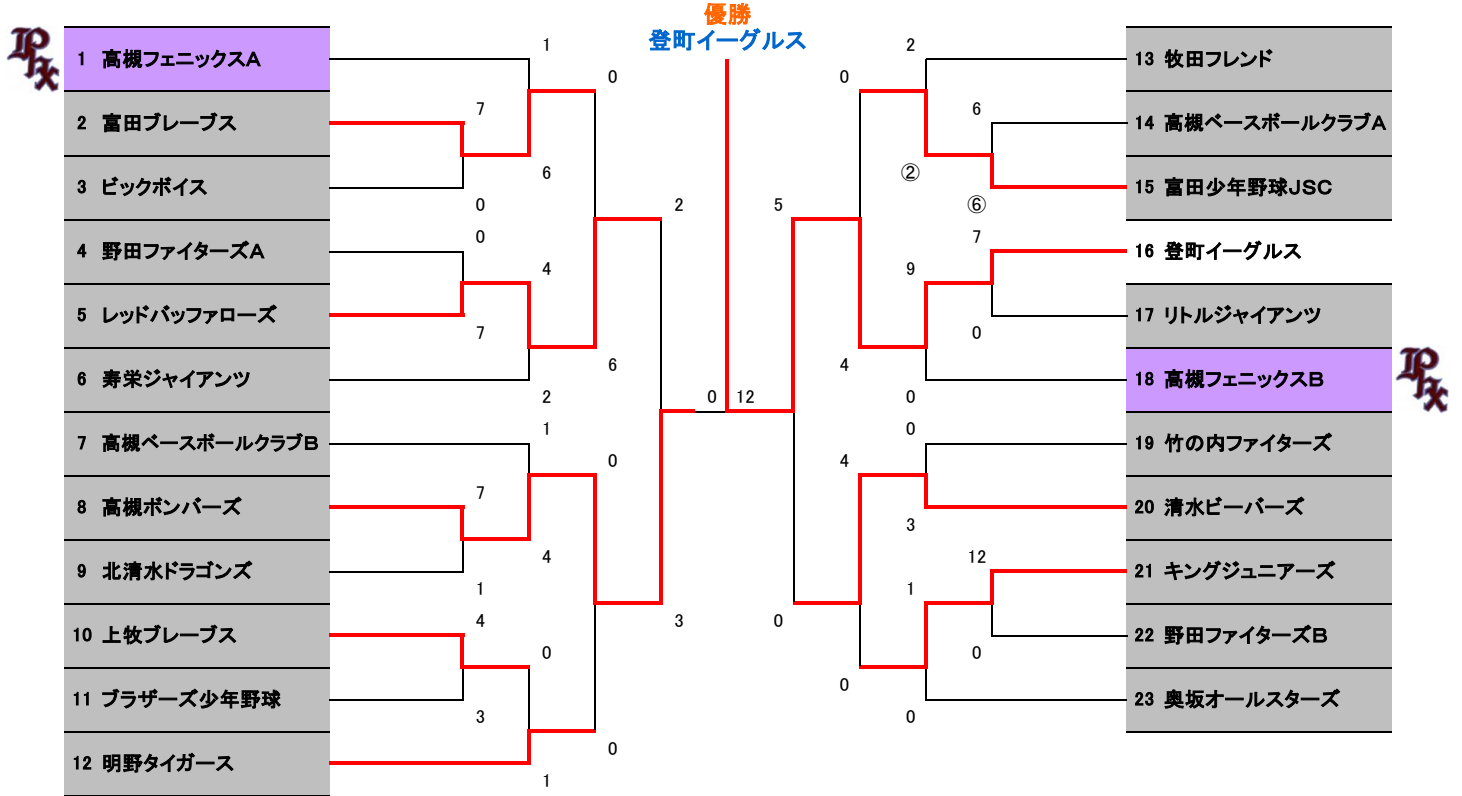 優勝
登町イーグルス
1 高槻フェニックスA
2 富田ブレーブス
3 ビックボイス
4 野田ファイターズA
5 レッドバッファローズ
6 寿栄ジャイアンツ
7 高槻ベースボールクラブB
8 高槻ボンバーズ
9 北清水ドラゴンズ
10 上牧ブレーブス
11 ブラザーズ少年野球
12 明野タイガース
1
7
6
0
0
4
7
2
1
7
4
1
4
0
3
1
0
6
0
0
2
3
0 12
5
0
0
4
4
0
2
6
②
⑥
7
9
0
0
0
3
12
1
0
0
13 牧田フレンド
14 高槻ベースボールクラブA
15 富田少年野球JSC
16 登町イーグルス
17 リトルジャイアンツ
18 高槻フェニックスB
19 竹の内ファイターズ
20 清水ビーバーズ
21 キングジュニアーズ
22 野田ファイターズB
23 奥坂オールスターズ
Phx
Phx